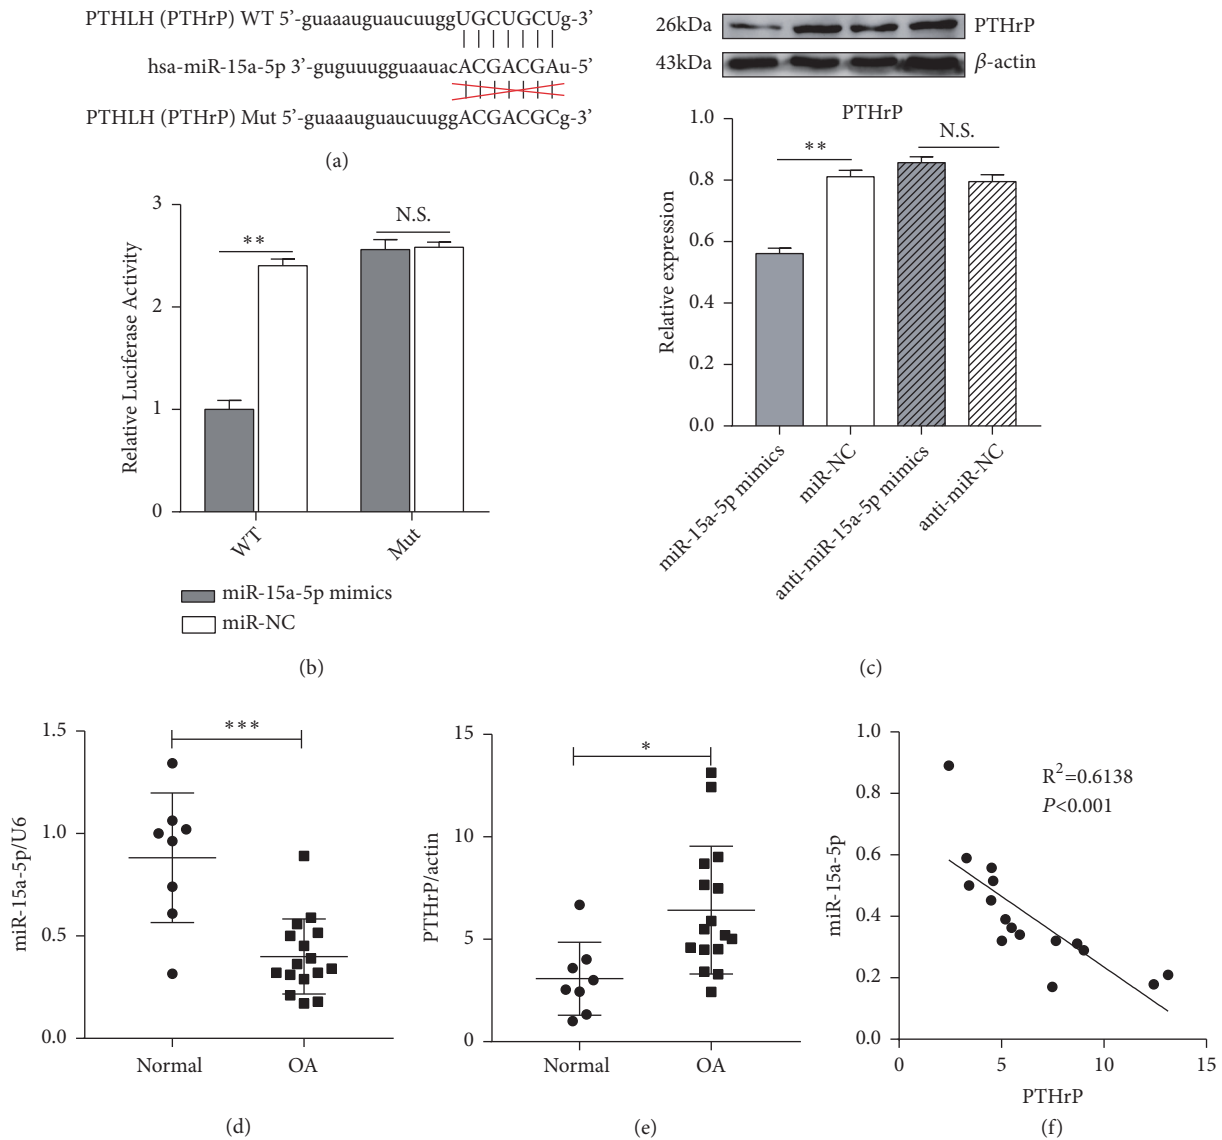 PTHLH (PTHrP) WT 5’-guaaauguaucuuggUGCUGCUg-3’
hsa-miR-15a-5p 3’-guguuugguaauacACGACGAu-5’
PTHLH (PTHrP) Mut 5’-guaaauguaucuuggACGACGCg-3’
(a)
3
2
1
0
Relative Luciferase Activity
**
N.S.
WT
Mut
miR-15a-5p mimics
miR-NC
(b)
26kDa
PTHrP
43kDa
β-actin
PTHrP
1.0
0.8
0.6
0.4
0.2
0.0
Relative expression
**
N.S.
miR-15a-5p mimics
miR-NC
anti-miR-15a-5p mimics
anti-miR-NC
(c)
1.5
1.0
0.5
0.0
miR-15a-5p/U6
***
Normal
OA
(d)
15
10
5
0
PTHrP/actin
*
Normal
OA
(e)
1.0
0.8
0.6
0.4
0.2
0.0
miR-15a-5p
R²=0.6138
P<0.001
0
5
10
15
PTHrP
(f)